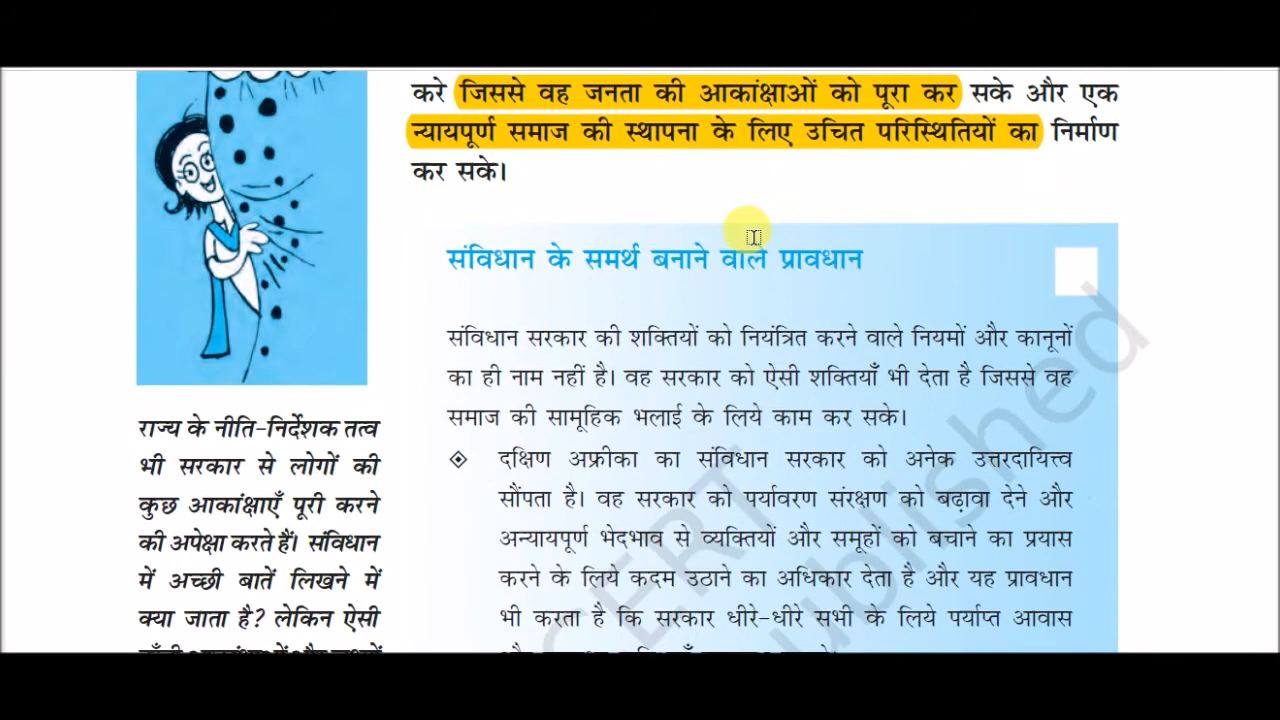 करे जिससे वह जनता की आकांक्षाओं को पूरा कर सके और एक
न्यायपूर्ण समाज की स्थापना के लिए उचित परिस्थितियों का निर्माण
कर सके।
संविधान के समर्थ बनाने वाले प्रावधान
संविधान सरकार की शक्तियों को नियंत्रित करने वाले नियमों और कानूनों
का ही नाम नहीं है। वह सरकार को ऐसी शक्तियाँ भी देता है जिससे वह
समाज की सामूहिक भलाई के लिये काम कर सके।
दक्षिण अफ्रीका का संविधान सरकार को अनेक उत्तरदायित्त्व
सौंपता है। वह सरकार को पर्यावरण संरक्षण को बढ़ावा देने और
अन्यायपूर्ण भेदभाव से व्यक्तियों और समूहों को बचाने का प्रयास
करने के लिये कदम उठाने का अधिकार देता है और यह प्रावधान
भी करता है कि सरकार धीरे-धीरे सभी के लिये पर्याप्त आवास
राज्य के नीति-निर्देशक तत्व
भी सरकार से लोगों की
कुछ आकांक्षाएँ पूरी करने
की अपेक्षा करते हैं। संविधान
में अच्छी बातें लिखने में
क्या जाता है? लेकिन ऐसी